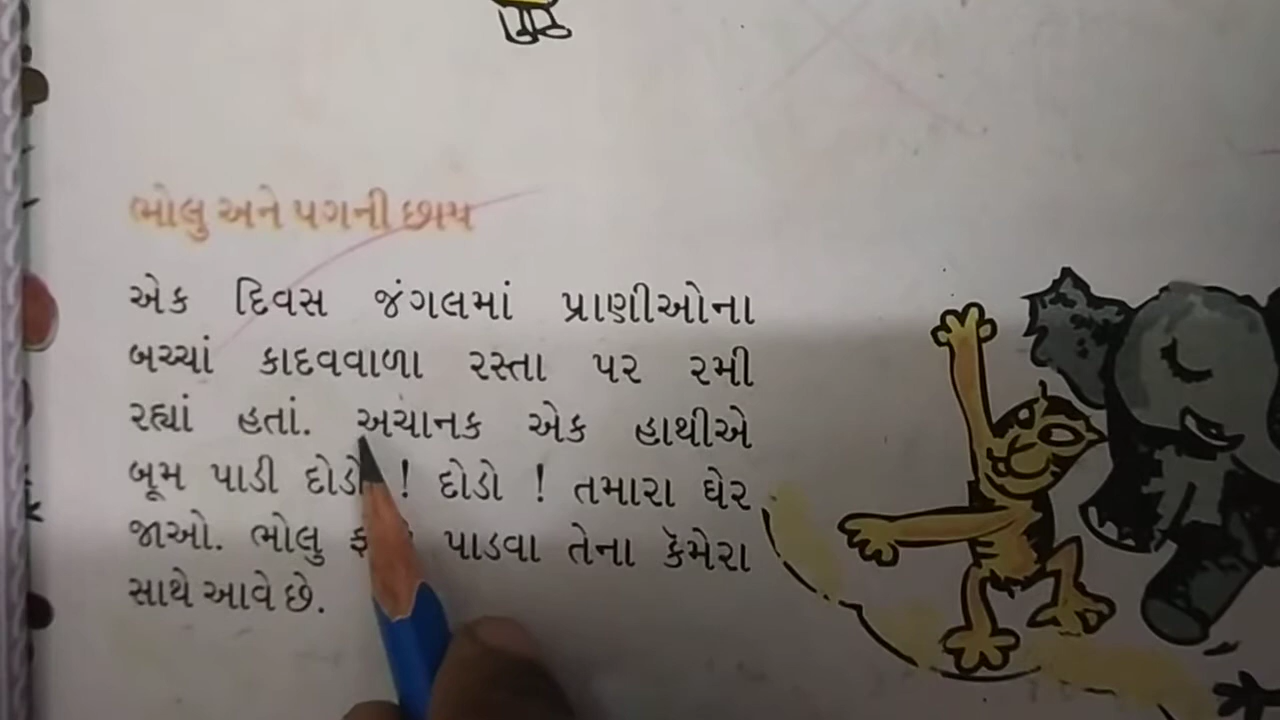 ભોલુ અને પગની છાપ
એક દિવસ જંગલમાં પ્રાણીઓના
બચ્ચાં કાદવવાળા રસ્તા પર રમી
રહ્યાં હતાં. અચાનક એક હાથીએ
બૂમ પાડી દોડો ! દોડો ! તમારા ઘેર
જાઓ. ભોલુ પાડવા તેના કૅમેરા
સાથે આવે છે.